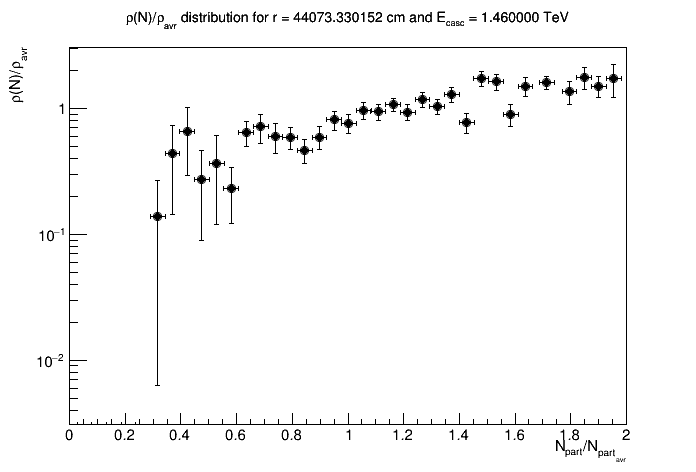 ρ(N)/ρavr distribution for r = 44073.330152 cm and Ecasc = 1.460000 TeV
ρ(N)/ρavr
1
10−1
10−2
0 0.2 0.4 0.6 0.8 1 1.2 1.4 1.6 1.8 2
Npart/Npartavr